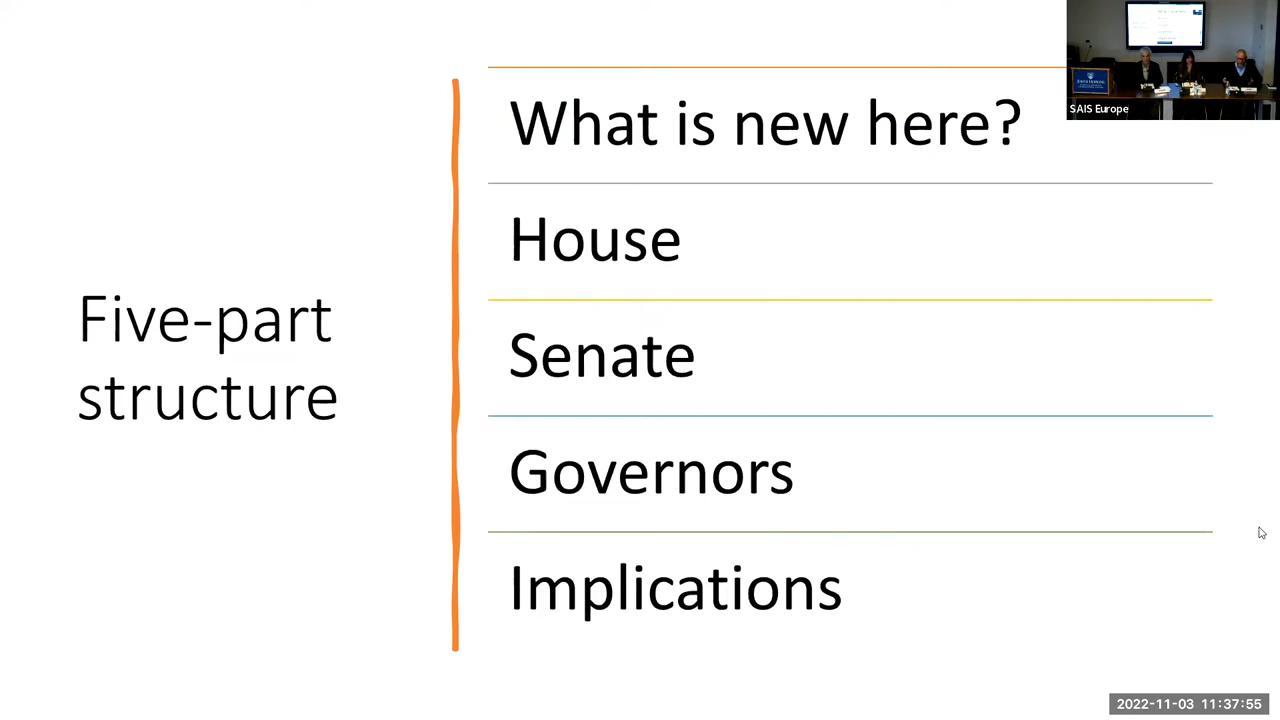 Five-part
structure
What is new here?
House
Senate
Governors
Implications
SAIS Europe
2022-11-03 11:37:55